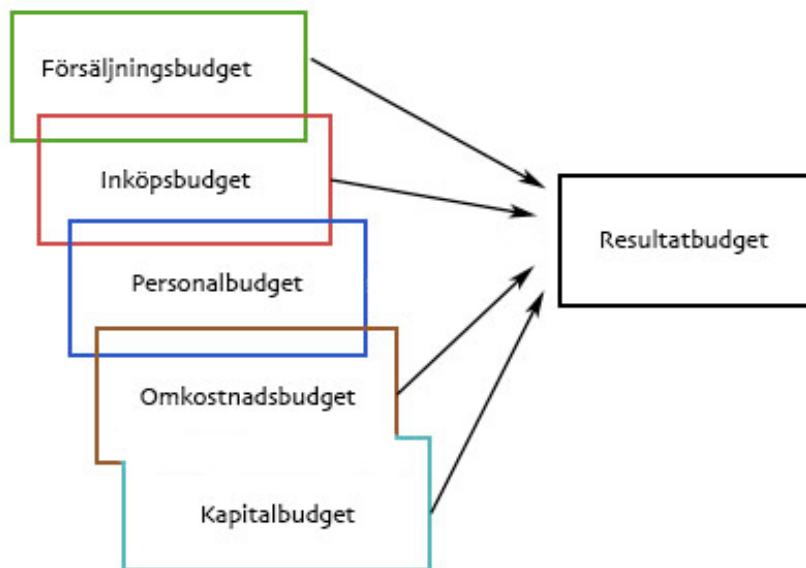 Försäljningsbudget
Inköpsbudget
Personalbudget
Omkostnadsbudget
Kapitalbudget
Resultatbudget